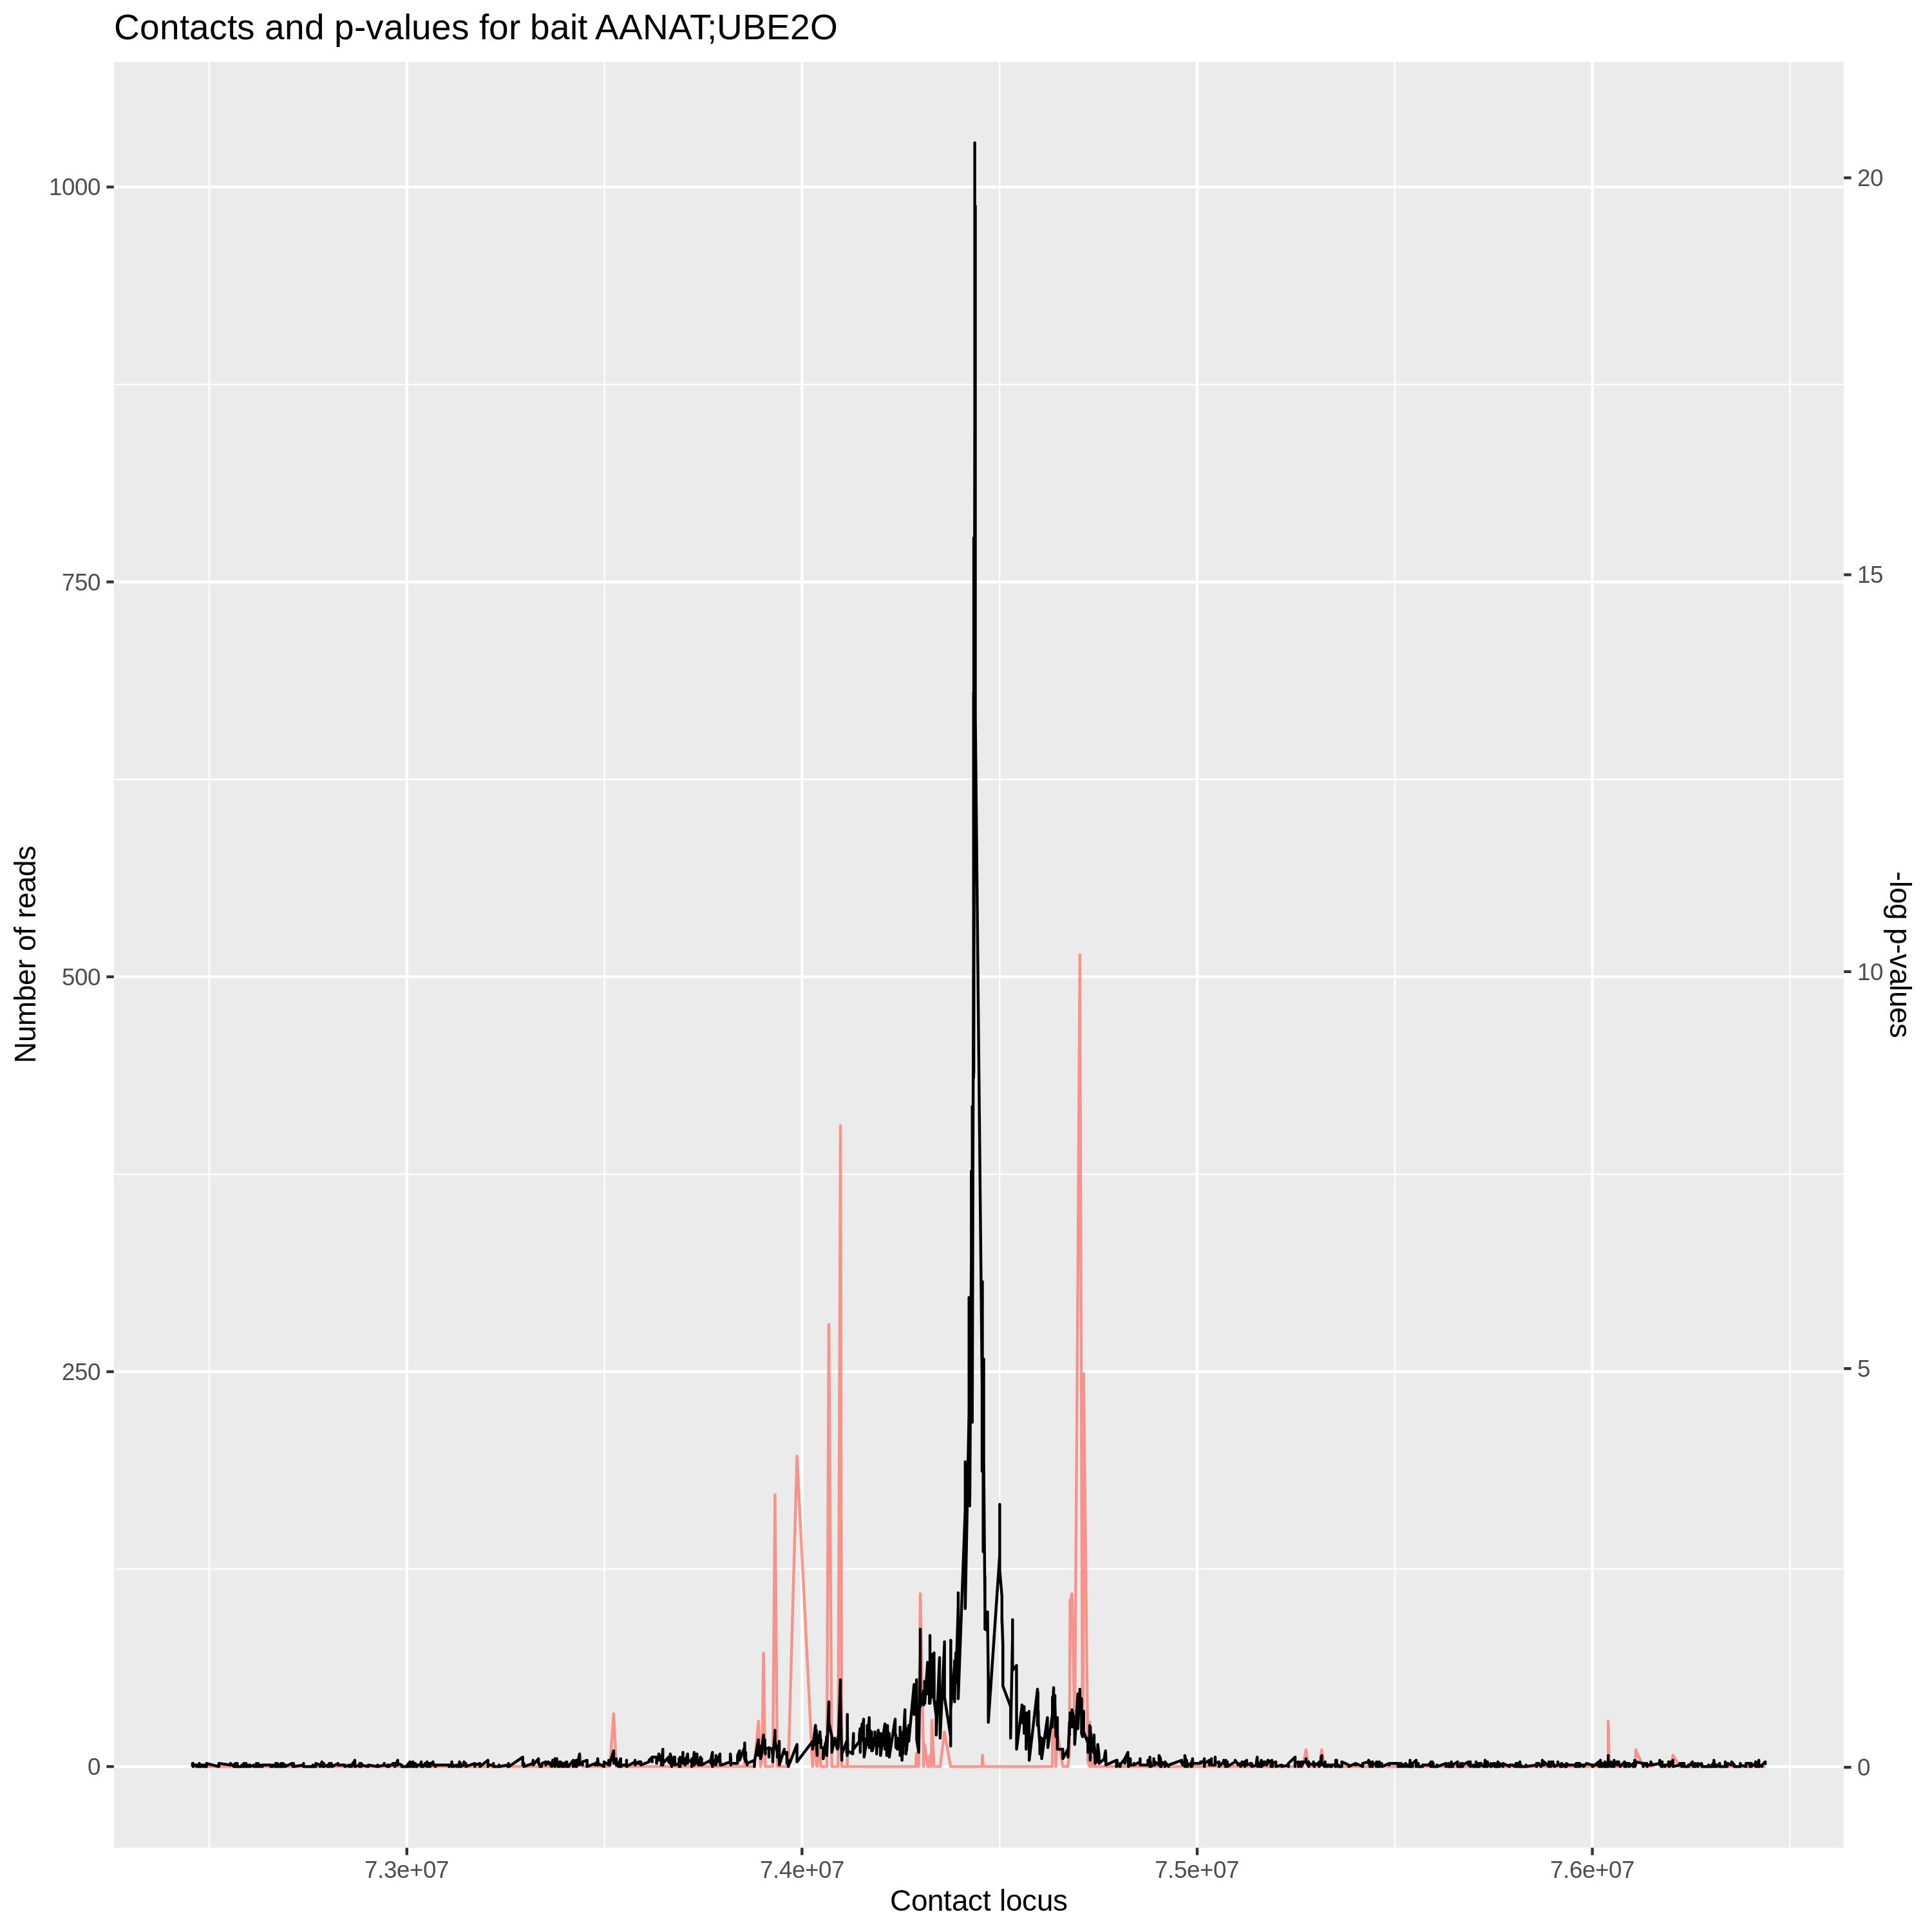 Contacts and p-values for bait AANAT;UBE2O
1000
750
500
250
0
20
15
10
5
0
Number of reads
-log p-values
7.3e+07
7.4e+07
7.5e+07
7.6e+07
Contact locus